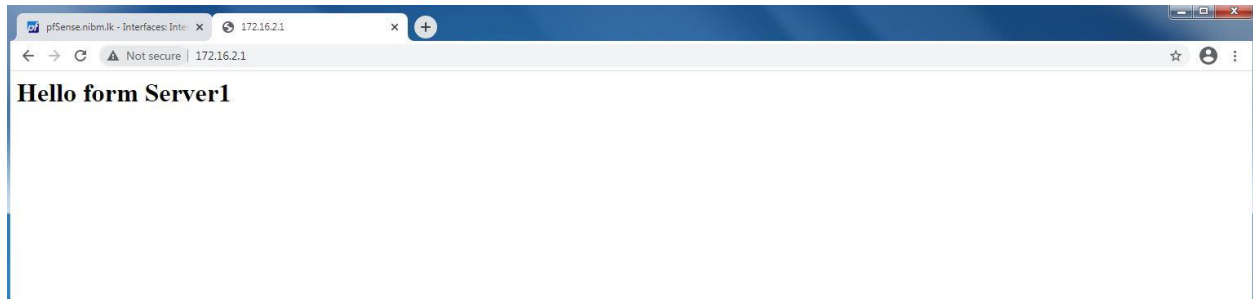 pfSense.nibm.lk - Interfaces: Inte
172.16.2.1
Not secure | 172.16.2.1
Hello form Server1